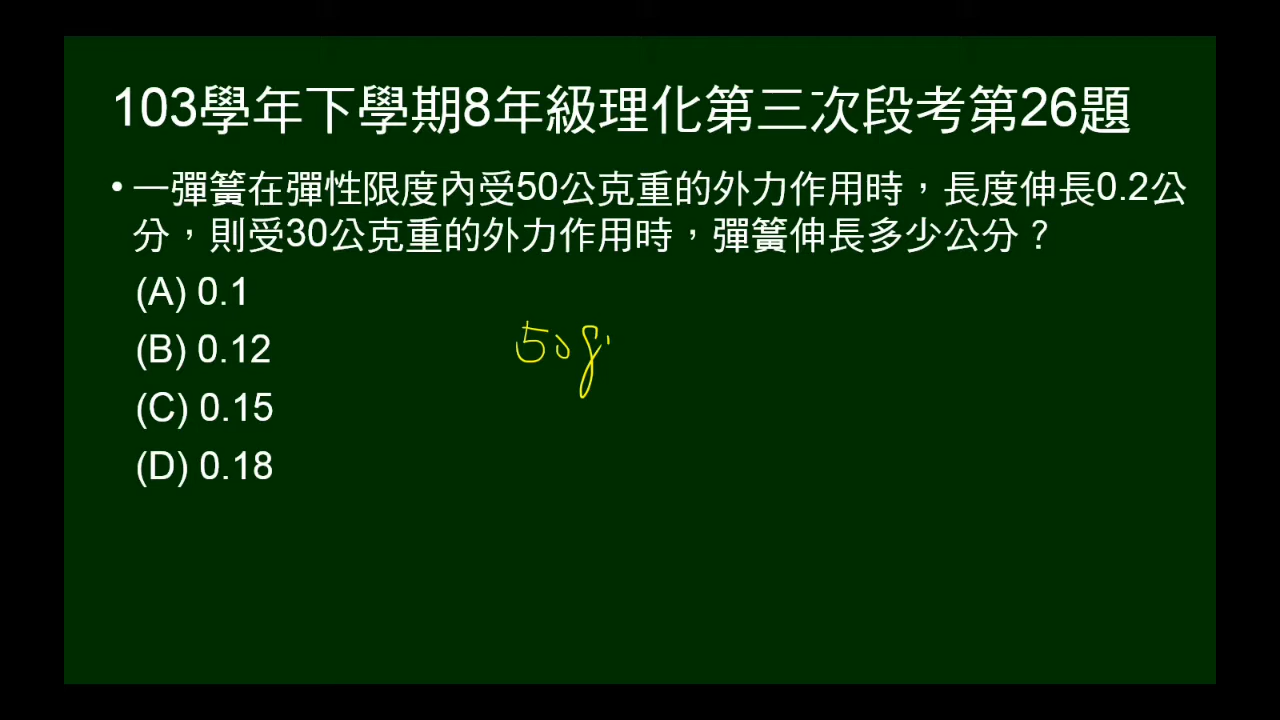 103學年下學期8年級理化第三次段考第26題
•一彈簧在彈性限度內受50公克重的外力作用時，長度伸長0.2公
分，則受30公克重的外力作用時，彈簧伸長多少公分？
(A) 0.1
(B) 0.12
50g
(C) 0.15
(D) 0.18